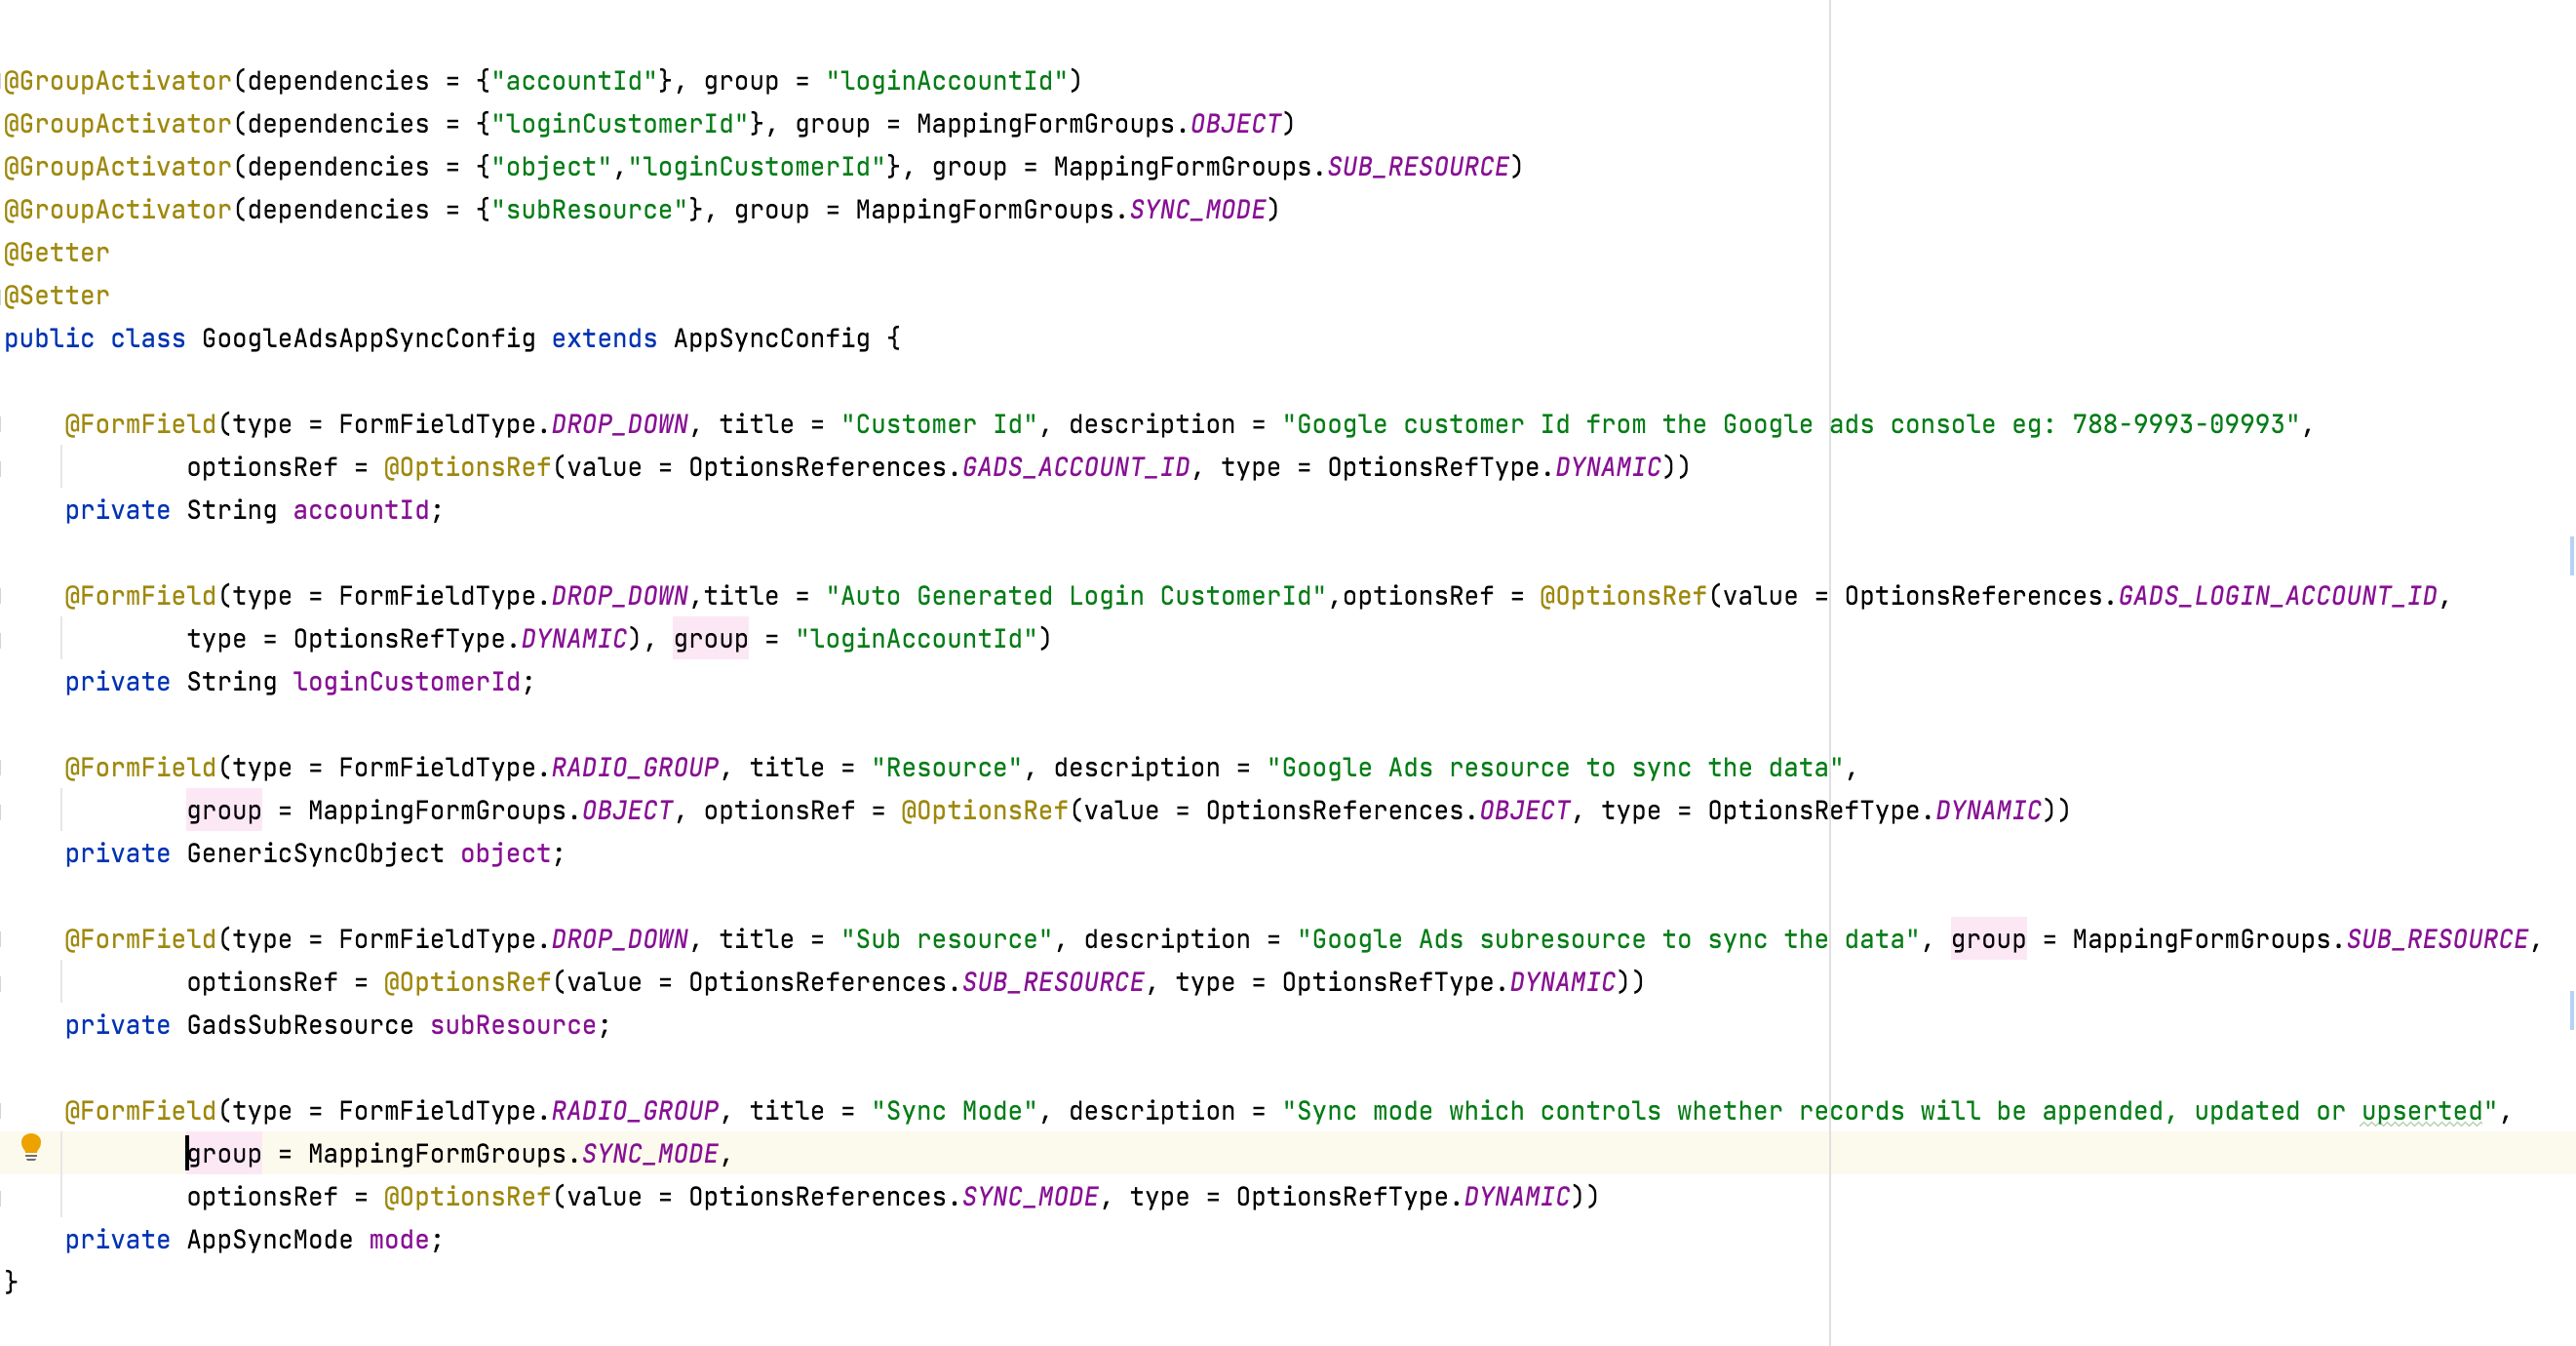 @GroupActivator(dependencies = {"accountId"}, group = "loginAccountId")
@GroupActivator(dependencies = {"loginCustomerId"}, group = MappingFormGroups.OBJECT)
@GroupActivator(dependencies = {"object","loginCustomerId"}, group = MappingFormGroups.SUB_RESOURCE)
@GroupActivator(dependencies = {"subResource"}, group = MappingFormGroups.SYNC_MODE)
@Getter
@Setter
public class GoogleAdsAppSyncConfig extends AppSyncConfig {
@FormField(type = FormFieldType.DROP_DOWN, title = "Customer Id", description = "Google customer Id from the Google ads console eg: 788-9993-09993",
optionsRef = @OptionsRef(value = OptionsReferences.GADS_ACCOUNT_ID, type = OptionsRefType.DYNAMIC))
private String accountId;
@FormField(type = FormFieldType.DROP_DOWN,title = "Auto Generated Login CustomerId",optionsRef = @OptionsRef(value = OptionsReferences.GADS_LOGIN_ACCOUNT_ID,
type = OptionsRefType.DYNAMIC), group = "loginAccountId")
private String loginCustomerId;
@FormField(type = FormFieldType.RADIO_GROUP, title = "Resource", description = "Google Ads resource to sync the data",
group = MappingFormGroups.OBJECT, optionsRef = @OptionsRef(value = OptionsReferences.OBJECT, type = OptionsRefType.DYNAMIC))
private GenericSyncObject object;
@FormField(type = FormFieldType.DROP_DOWN, title = "Sub resource", description = "Google Ads subresource to sync the data", group = MappingFormGroups.SUB_RESOURCE,
optionsRef = @OptionsRef(value = OptionsReferences.SUB_RESOURCE, type = OptionsRefType.DYNAMIC))
private GadsSubResource subResource;
@FormField(type = FormFieldType.RADIO_GROUP, title = "Sync Mode", description = "Sync mode which controls whether records will be appended, updated or upserted",
group = MappingFormGroups.SYNC_MODE,
optionsRef = @OptionsRef(value = OptionsReferences.SYNC_MODE, type = OptionsRefType.DYNAMIC))
private AppSyncMode mode;
}